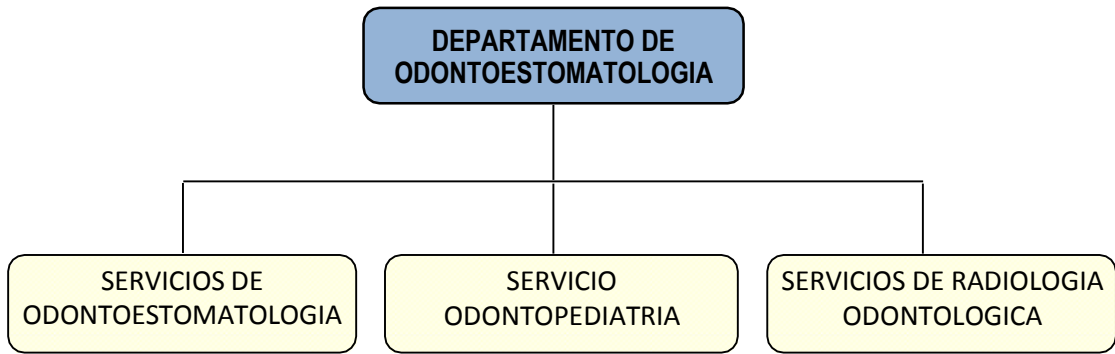 DEPARTAMENTO DE
ODONTOESTOMATOLOGIA
SERVICIOS DE
ODONTOESTOMATOLOGIA
SERVICIO
ODONTOPEDIATRIA
SERVICIOS DE RADIOLOGIA
ODONTOLOGICA